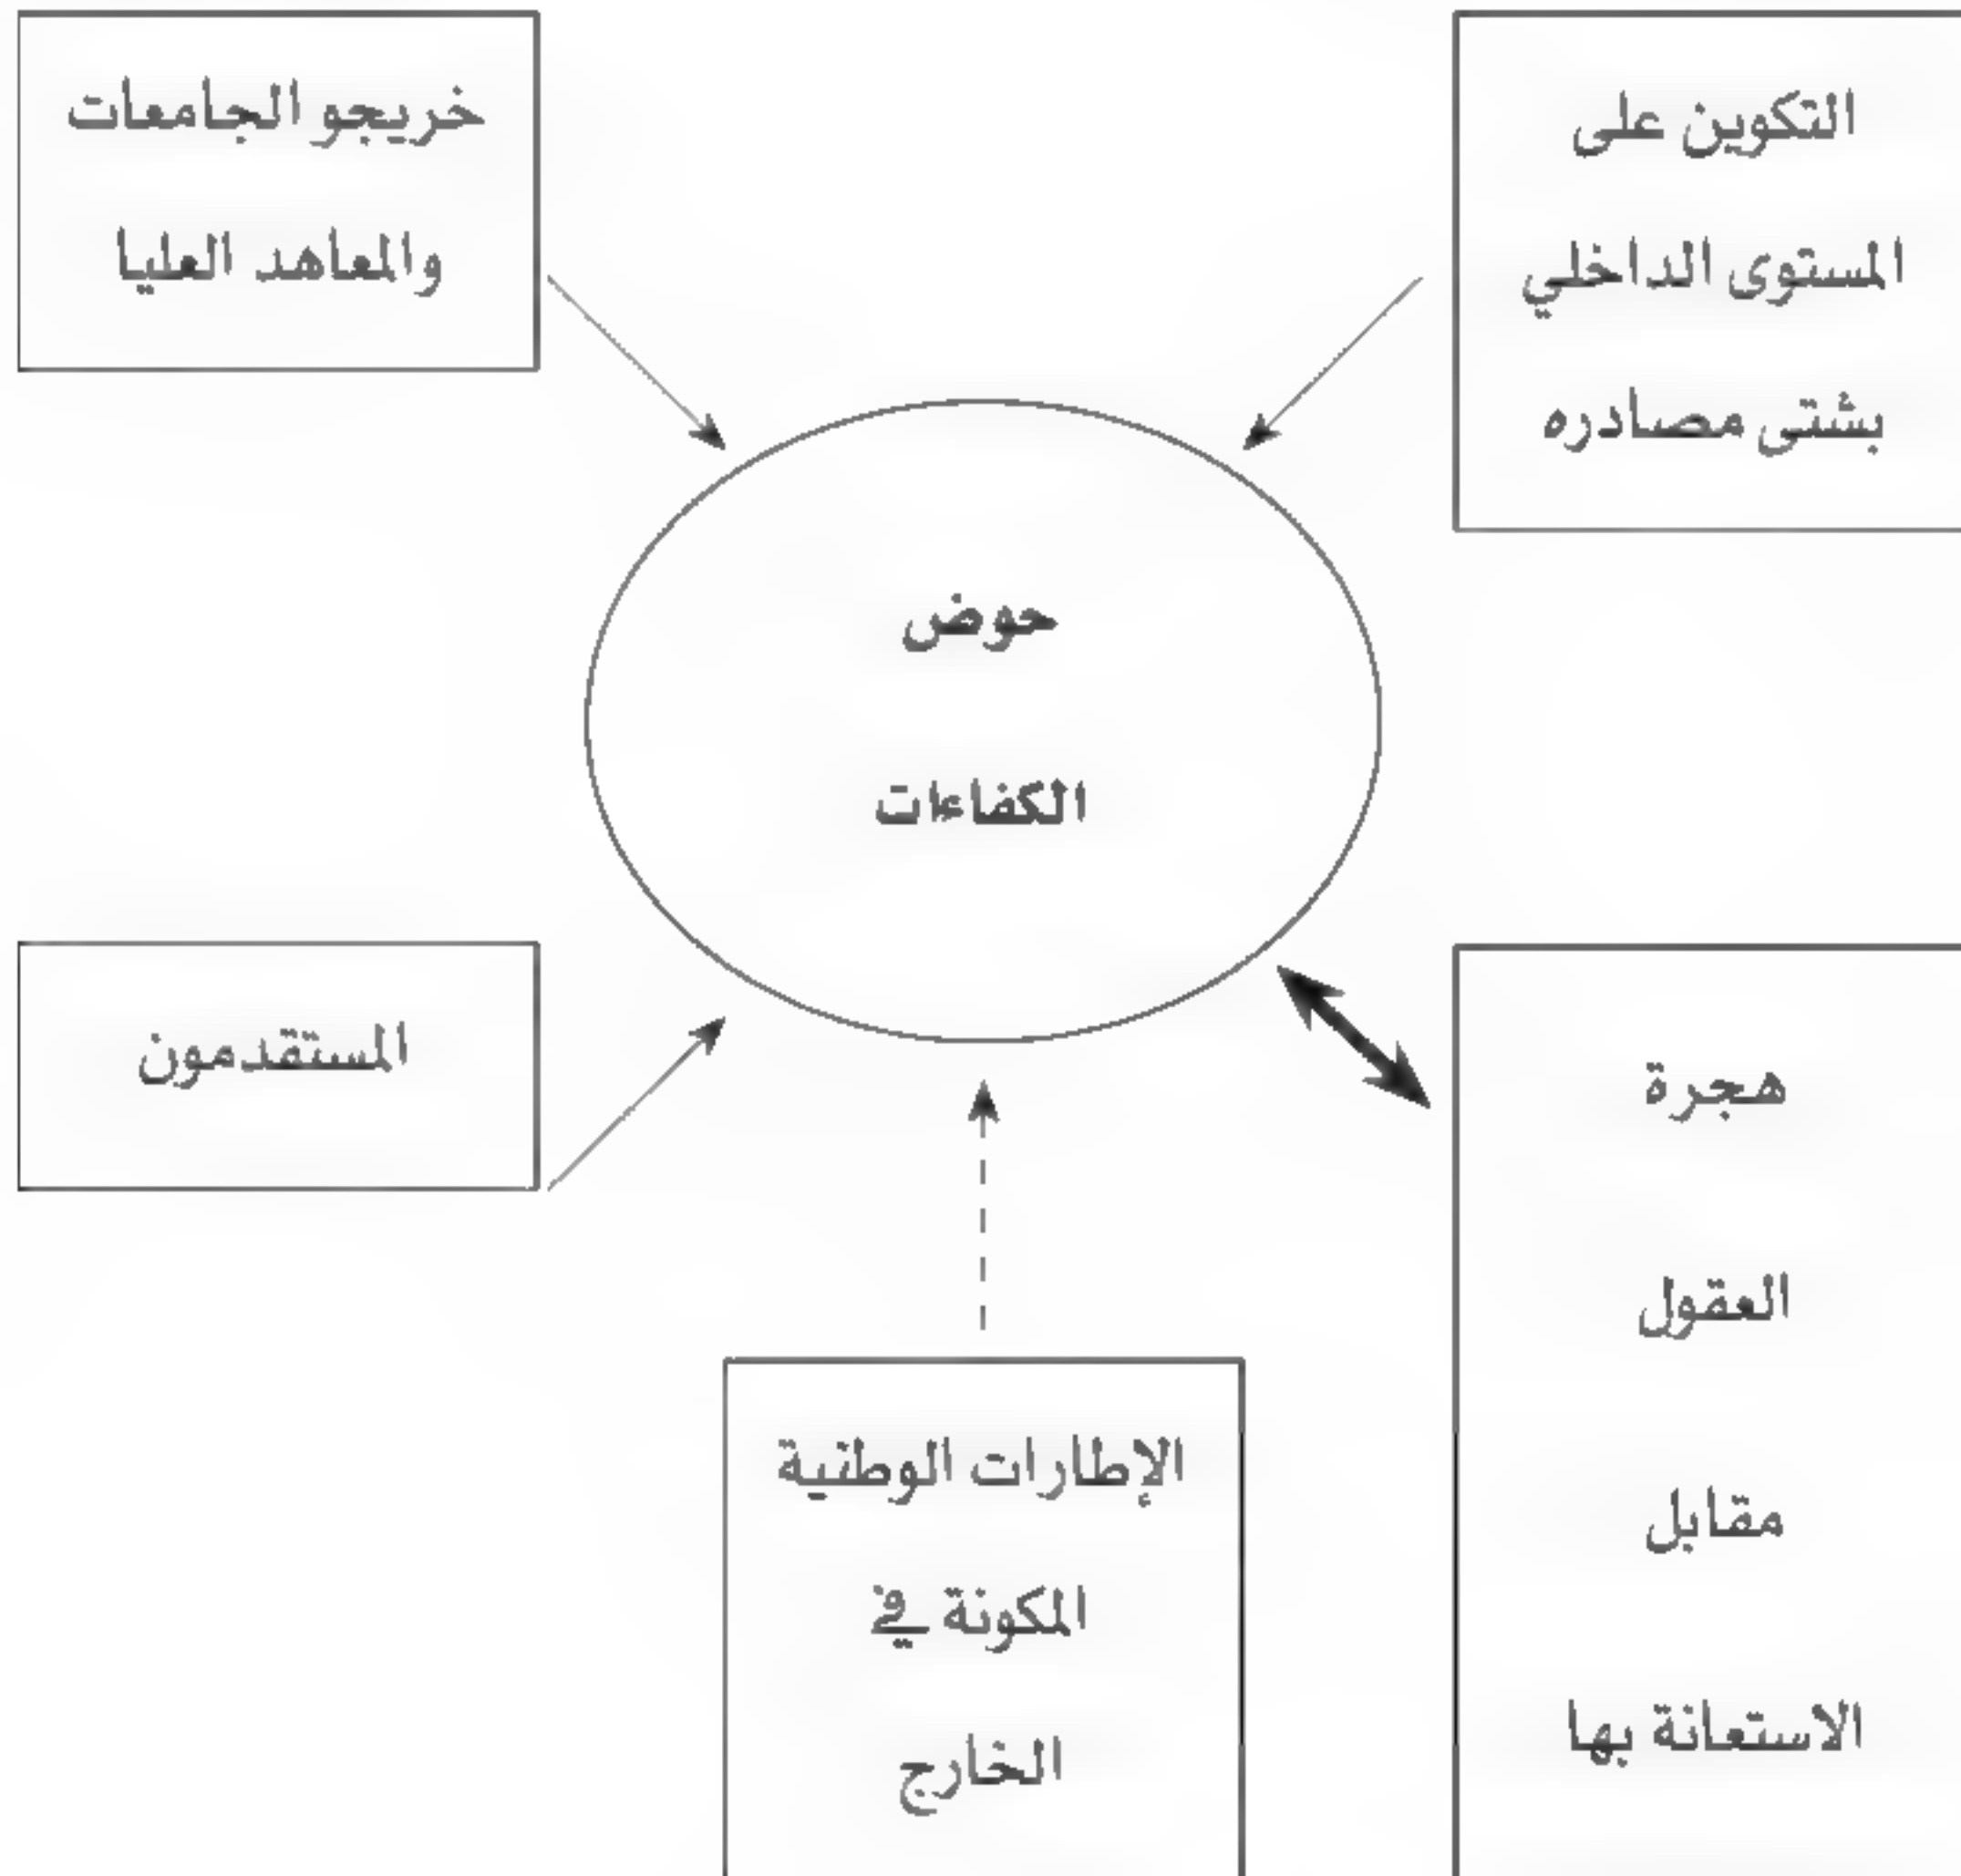 التكوين على
المستوى الداخلي
بشتى مصادره
خريجو الجامعات
والمعاهد العليا
حوض
الكفاءات
هجرة
العقول
مقابل
الاستعانة بها
المستقدمون
الإطارات الوطنية
المكونة في
الخارج